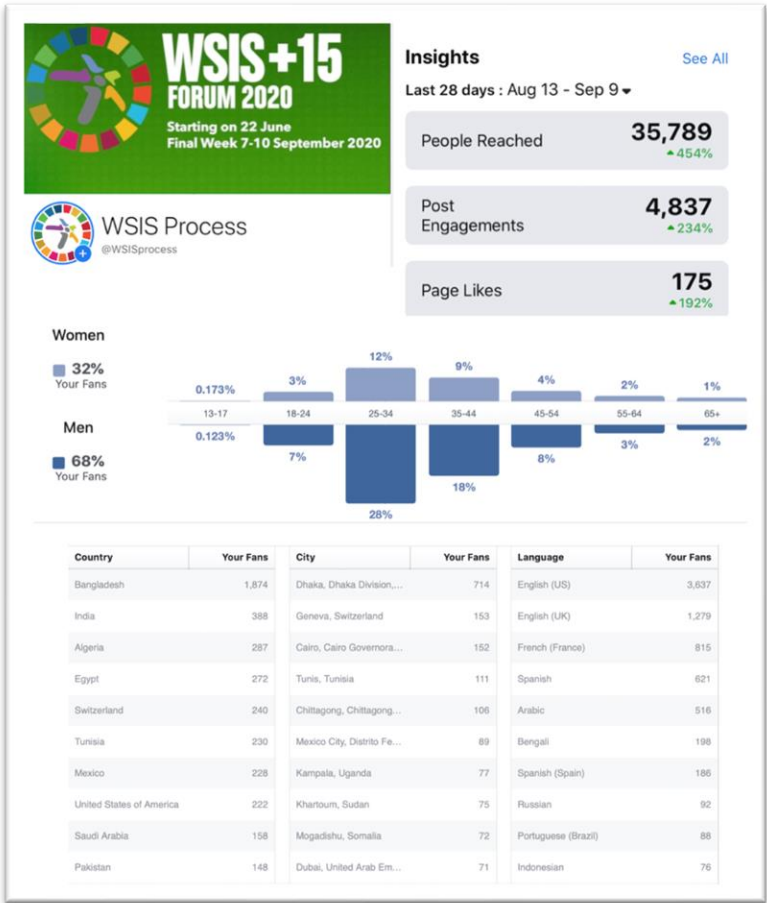 WSIS+15
FORUM 2020
Starting on 22 June
Final Week 7-10 September 2020
WSIS Process
@WSISprocess
Insights See All
Last 28 days : Aug 13 - Sep 9
People Reached 35,789
454%
Post Engagements 4,837
234%
Page Likes 175
192%
Women
32%
Your Fans
Men
68%
Your Fans
0.173% 3% 12% 9% 4% 2% 1%
13-17 18-24 25-34 35-44 45-54 55-64 65+
0.123% 7% 28% 18% 8% 3% 2%
Country Your Fans City Your Fans Language Your Fans
Bangladesh 1,874 Dhaka, Dhaka Division,... 714 English (US) 3,637
India 388 Geneva, Switzerland 153 English (UK) 1,279
Algeria 287 Cairo, Cairo Governora... 152 French (France) 815
Egypt 272 Tunis, Tunisia 111 Spanish 621
Switzerland 240 Chittagong, Chittagong... 106 Arabic 516
Tunisia 230 Mexico City, Distrito Fe... 89 Bengali 198
Mexico 228 Kampala, Uganda 77 Spanish (Spain) 186
United States of America 222 Khartoum, Sudan 75 Russian 92
Saudi Arabia 158 Mogadishu, Somalia 72 Portuguese (Brazil) 88
Pakistan 148 Dubai, United Arab Em... 71 Indonesian 76